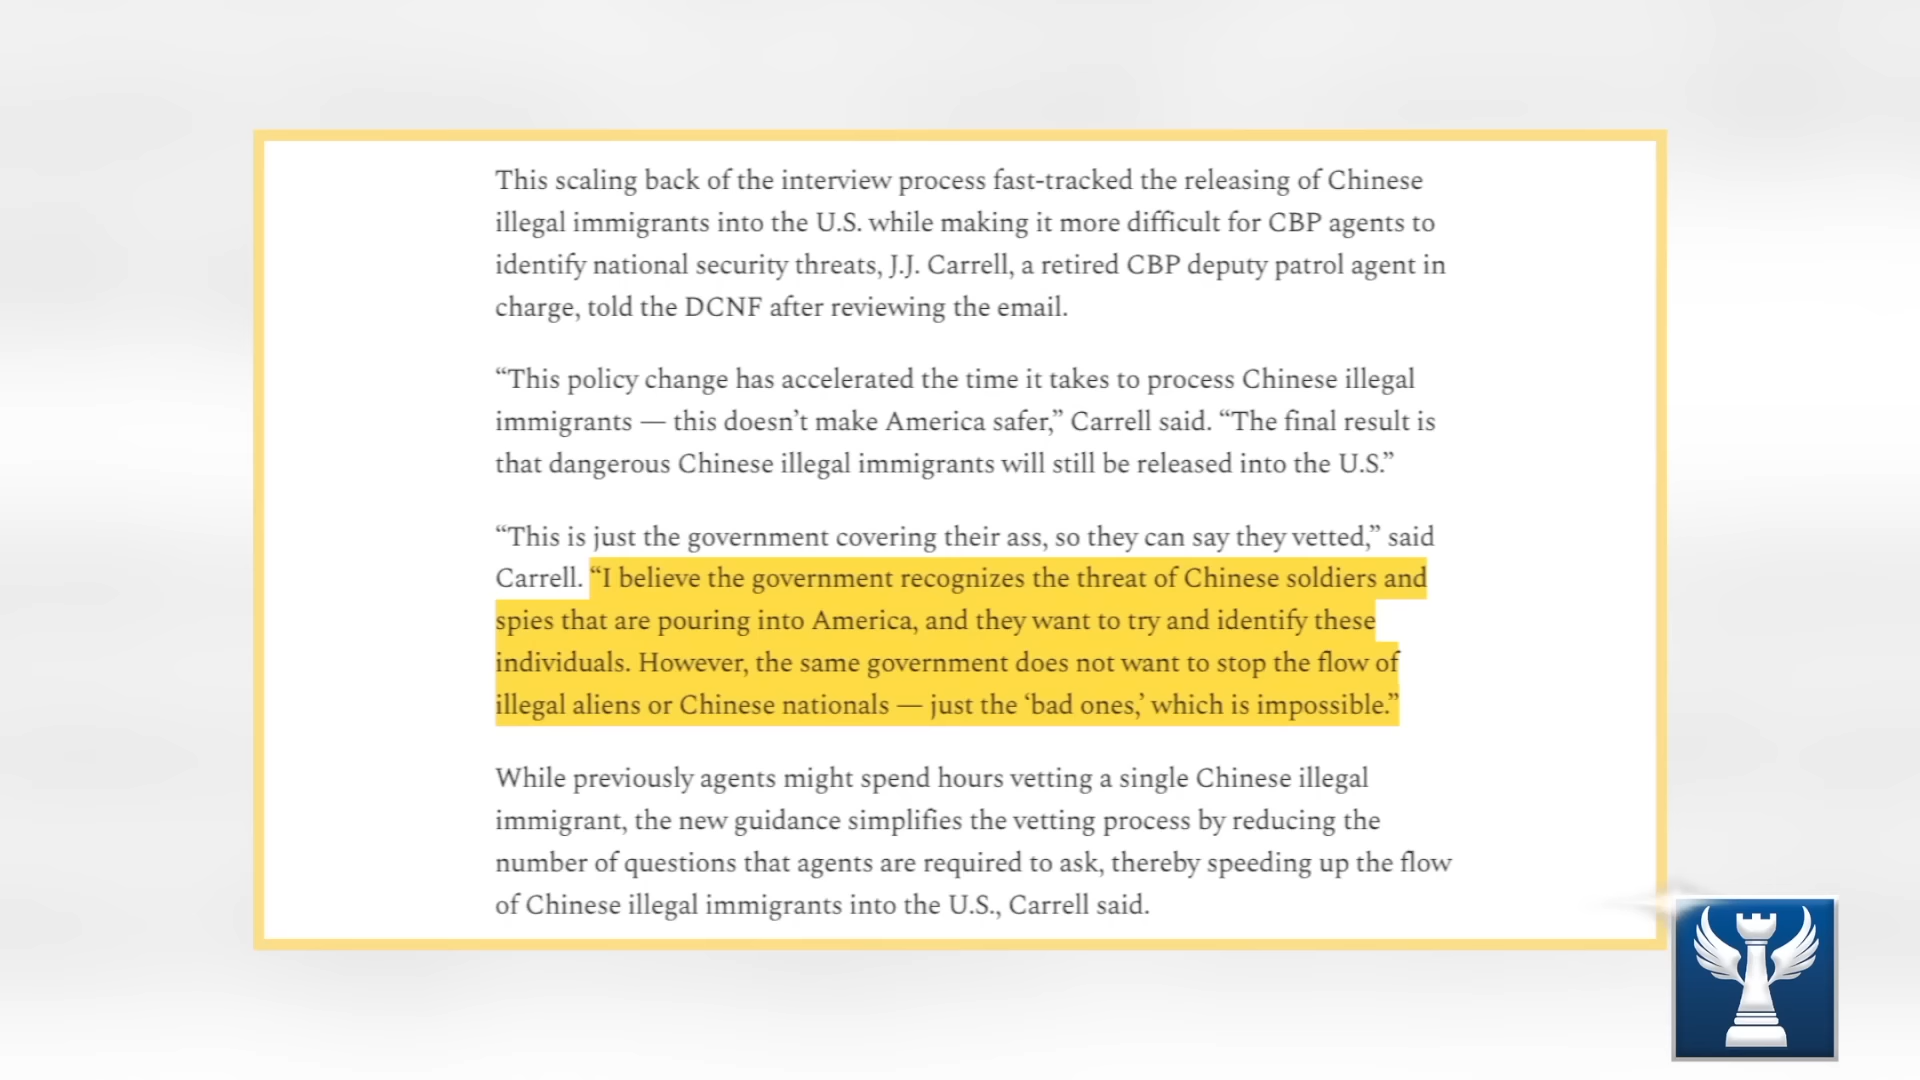 This scaling back of the interview process fast-tracked the releasing of Chinese
illegal immigrants into the U.S. while making it more difficult for CBP agents to
identify national security threats, J.J. Carrell, a retired CBP deputy patrol agent in
charge, told the DCNF after reviewing the email.
“This policy change has accelerated the time it takes to process Chinese illegal
immigrants — this doesn’t make America safer,” Carrell said. “The final result is
that dangerous Chinese illegal immigrants will still be released into the U.S.”
“This is just the government covering their ass, so they can say they vetted,” said
Carrell. “I believe the government recognizes the threat of Chinese soldiers and
spies that are pouring into America, and they want to try and identify these
individuals. However, the same government does not want to stop the flow of
illegal aliens or Chinese nationals — just the ‘bad ones,’ which is impossible.”
While previously agents might spend hours vetting a single Chinese illegal
immigrant, the new guidance simplifies the vetting process by reducing the
number of questions that agents are required to ask, thereby speeding up the flow
of Chinese illegal immigrants into the U.S., Carrell said.